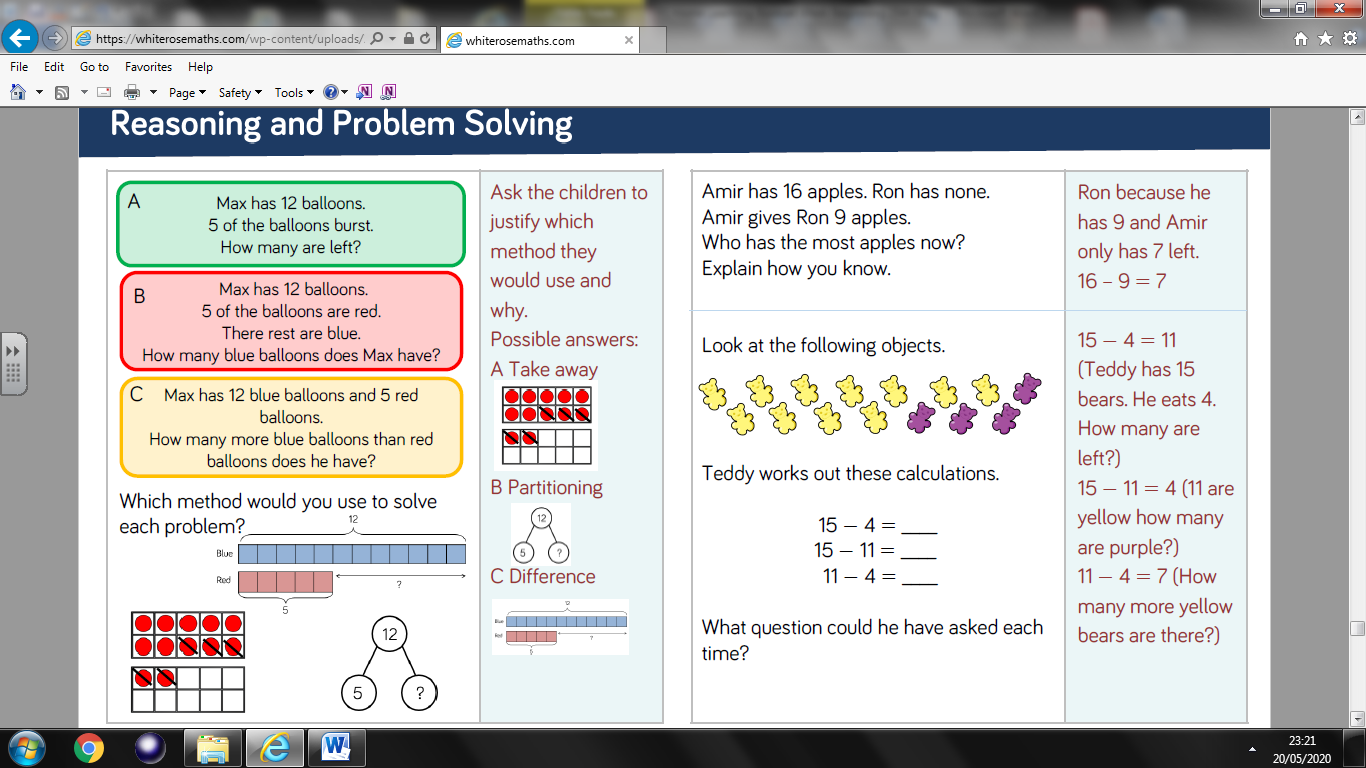 https://whiterosemaths.com/wp-content/uploads/
whiterosemaths.com
File Edit Go to Favorites Help
Page Safety Tools
Reasoning and Problem Solving
A
Max has 12 balloons.
5 of the balloons burst.
How many are left?
B
Max has 12 balloons.
5 of the balloons are red.
There rest are blue.
How many blue balloons does Max have?
C
Max has 12 blue balloons and 5 red
balloons.
How many more blue balloons than red
balloons does he have?
Which method would you use to solve
each problem?
12
Blue
Red
?
5
12
5
?
Ask the children to
justify which
method they
would use and
why.
Possible answers:
A Take away
B Partitioning
12
5
?
C Difference
12
Blue
Red
?
5
Amir has 16 apples. Ron has none.
Amir gives Ron 9 apples.
Who has the most apples now?
Explain how you know.
Ron because he
has 9 and Amir
only has 7 left.
16 – 9 = 7
Look at the following objects.
Teddy works out these calculations.
15 – 4 = ___
15 – 11 = ___
11 – 4 = ___
What question could he have asked each
time?
15 – 4 = 11
(Teddy has 15
bears. He eats 4.
How many are
left?)
15 – 11 = 4 (11 are
yellow how many
are purple?)
11 – 4 = 7 (How
many more yellow
bears are there?)
23:21
20/05/2020